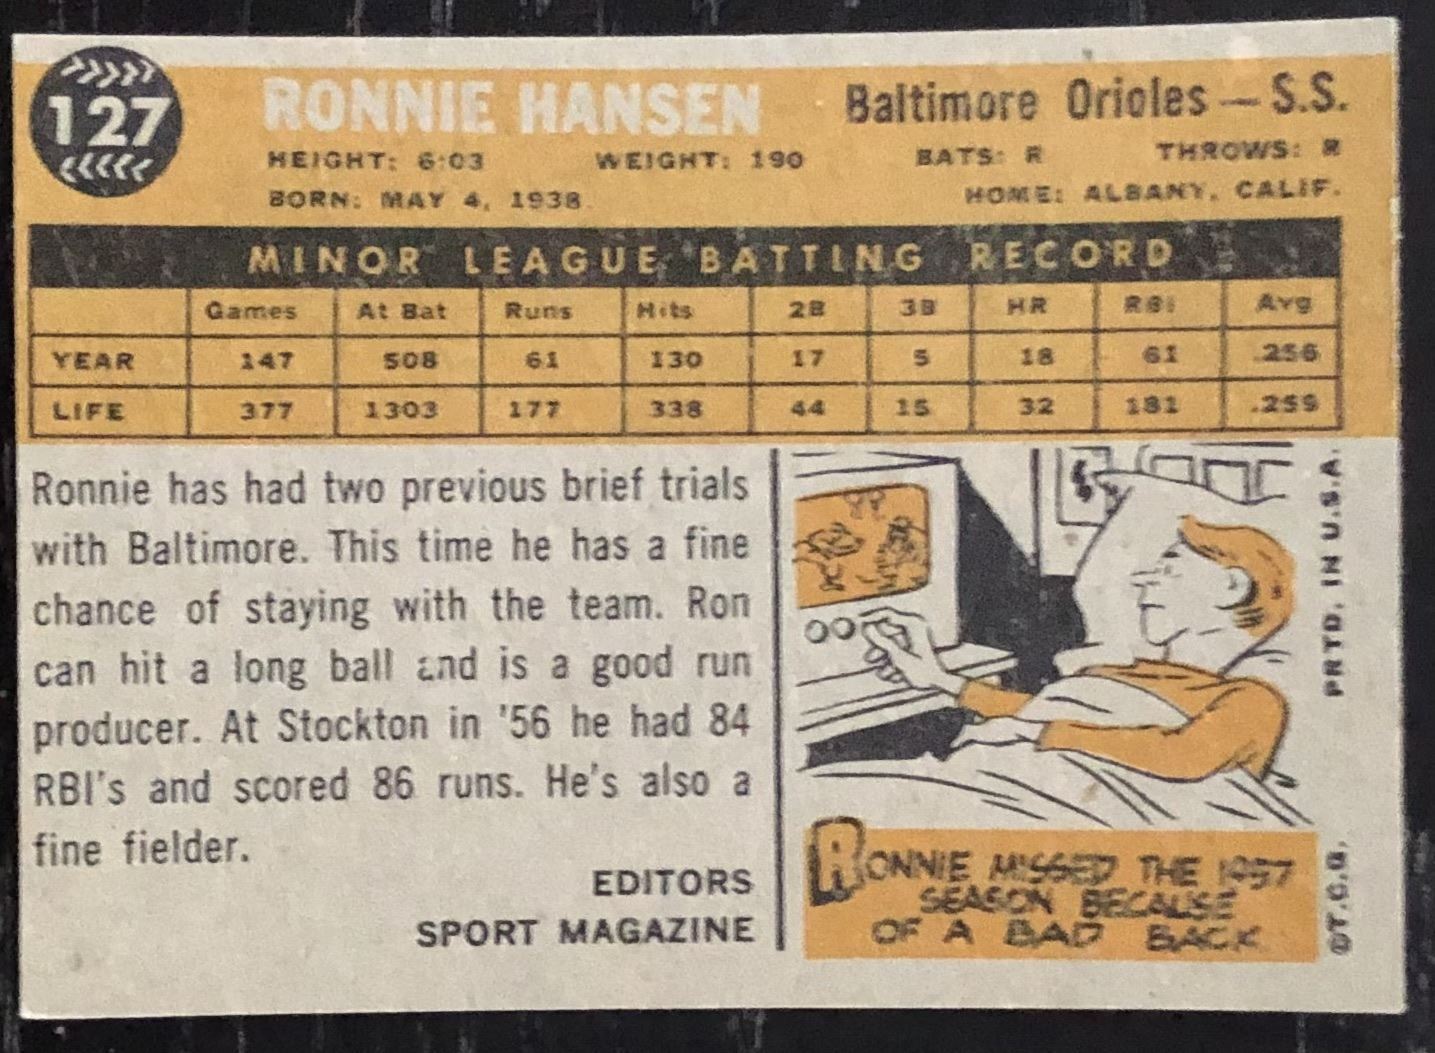 127
RONNIE HANSEN
Baltimore Orioles — S.S.
HEIGHT: 6:03 WEIGHT: 190 BATS: R THROWS: R
BORN: MAY 4, 1938 HOME: ALBANY, CALIF.
MINOR LEAGUE BATTING RECORD
Games At Bat Runs Hits 2B 3B HR RBI Avg
YEAR 147 508 61 130 17 5 18 61 .256
LIFE 377 1303 177 338 44 15 32 181 .259
Ronnie has had two previous brief trials
with Baltimore. This time he has a fine
chance of staying with the team. Ron
can hit a long ball and is a good run
producer. At Stockton in '56 he had 84
RBI's and scored 86 runs. He's also a
fine fielder.
EDITORS
SPORT MAGAZINE
RONNIE MISSED THE 1957
SEASON BECAUSE
OF A BAD BACK
©T.C.G. PRTD. IN U.S.A.